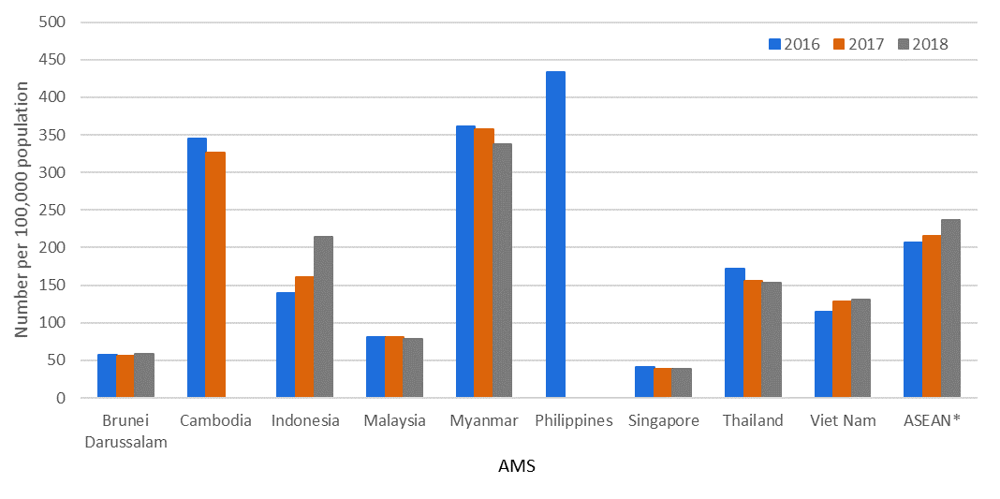 500
450
400
350
300
250
200
150
100
50
0
Number per 100,000 population
2016 2017 2018
Brunei Darussalam
Cambodia
Indonesia
Malaysia
Myanmar
Philippines
Singapore
Thailand
Viet Nam
ASEAN*
AMS